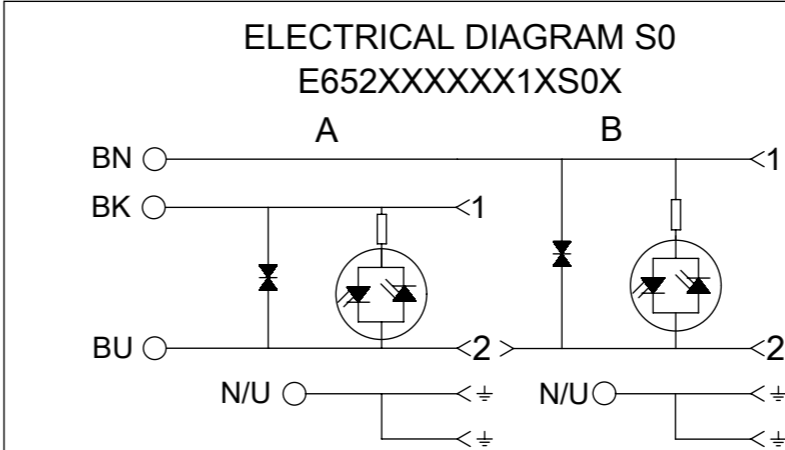 ELECTRICAL DIAGRAM S0
E652XXXXXX1XS0X
A B
BN 1
BK 1
BU 2 2
N/U N/U